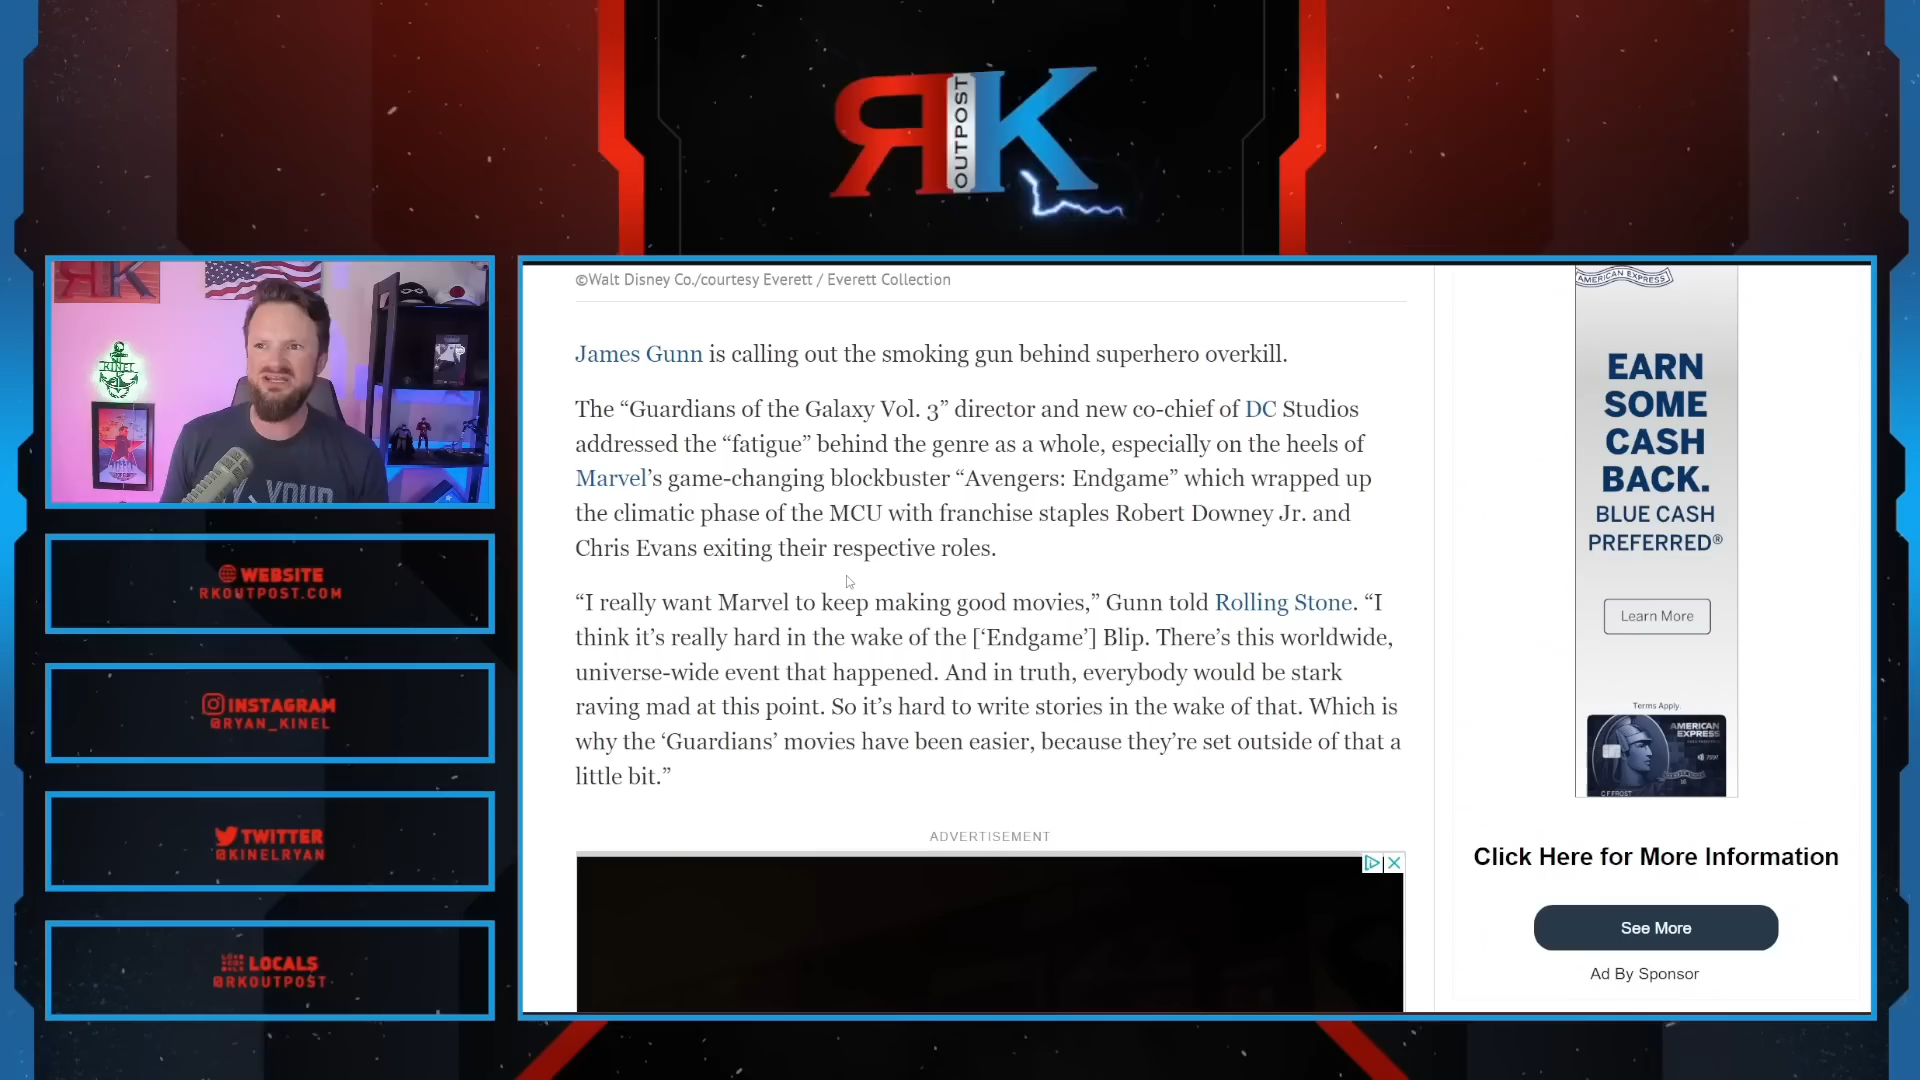 RK
OUTPOST
KINEL
YOUR
WEBSITE
RKOUTPOST.COM
INSTAGRAM
@RYAN_KINEL
TWITTER
@KINELRYAN
LOCALS
@RKOUTPOST
©Walt Disney Co./courtesy Everett / Everett Collection
James Gunn is calling out the smoking gun behind superhero overkill.
The “Guardians of the Galaxy Vol. 3” director and new co-chief of DC Studios
addressed the “fatigue” behind the genre as a whole, especially on the heels of
Marvel’s game-changing blockbuster “Avengers: Endgame” which wrapped up
the climatic phase of the MCU with franchise staples Robert Downey Jr. and
Chris Evans exiting their respective roles.
“I really want Marvel to keep making good movies,” Gunn told Rolling Stone. “I
think it’s really hard in the wake of the [‘Endgame’] Blip. There’s this worldwide,
universe-wide event that happened. And in truth, everybody would be stark
raving mad at this point. So it’s hard to write stories in the wake of that. Which is
why the ‘Guardians’ movies have been easier, because they’re set outside of that a
little bit.”
ADVERTISEMENT
AMERICAN EXPRESS
EARN
SOME
CASH
BACK.
BLUE CASH
PREFERRED®
Learn More
Terms Apply.
AMERICAN
EXPRESS
C F FROST
Click Here for More Information
See More
Ad By Sponsor